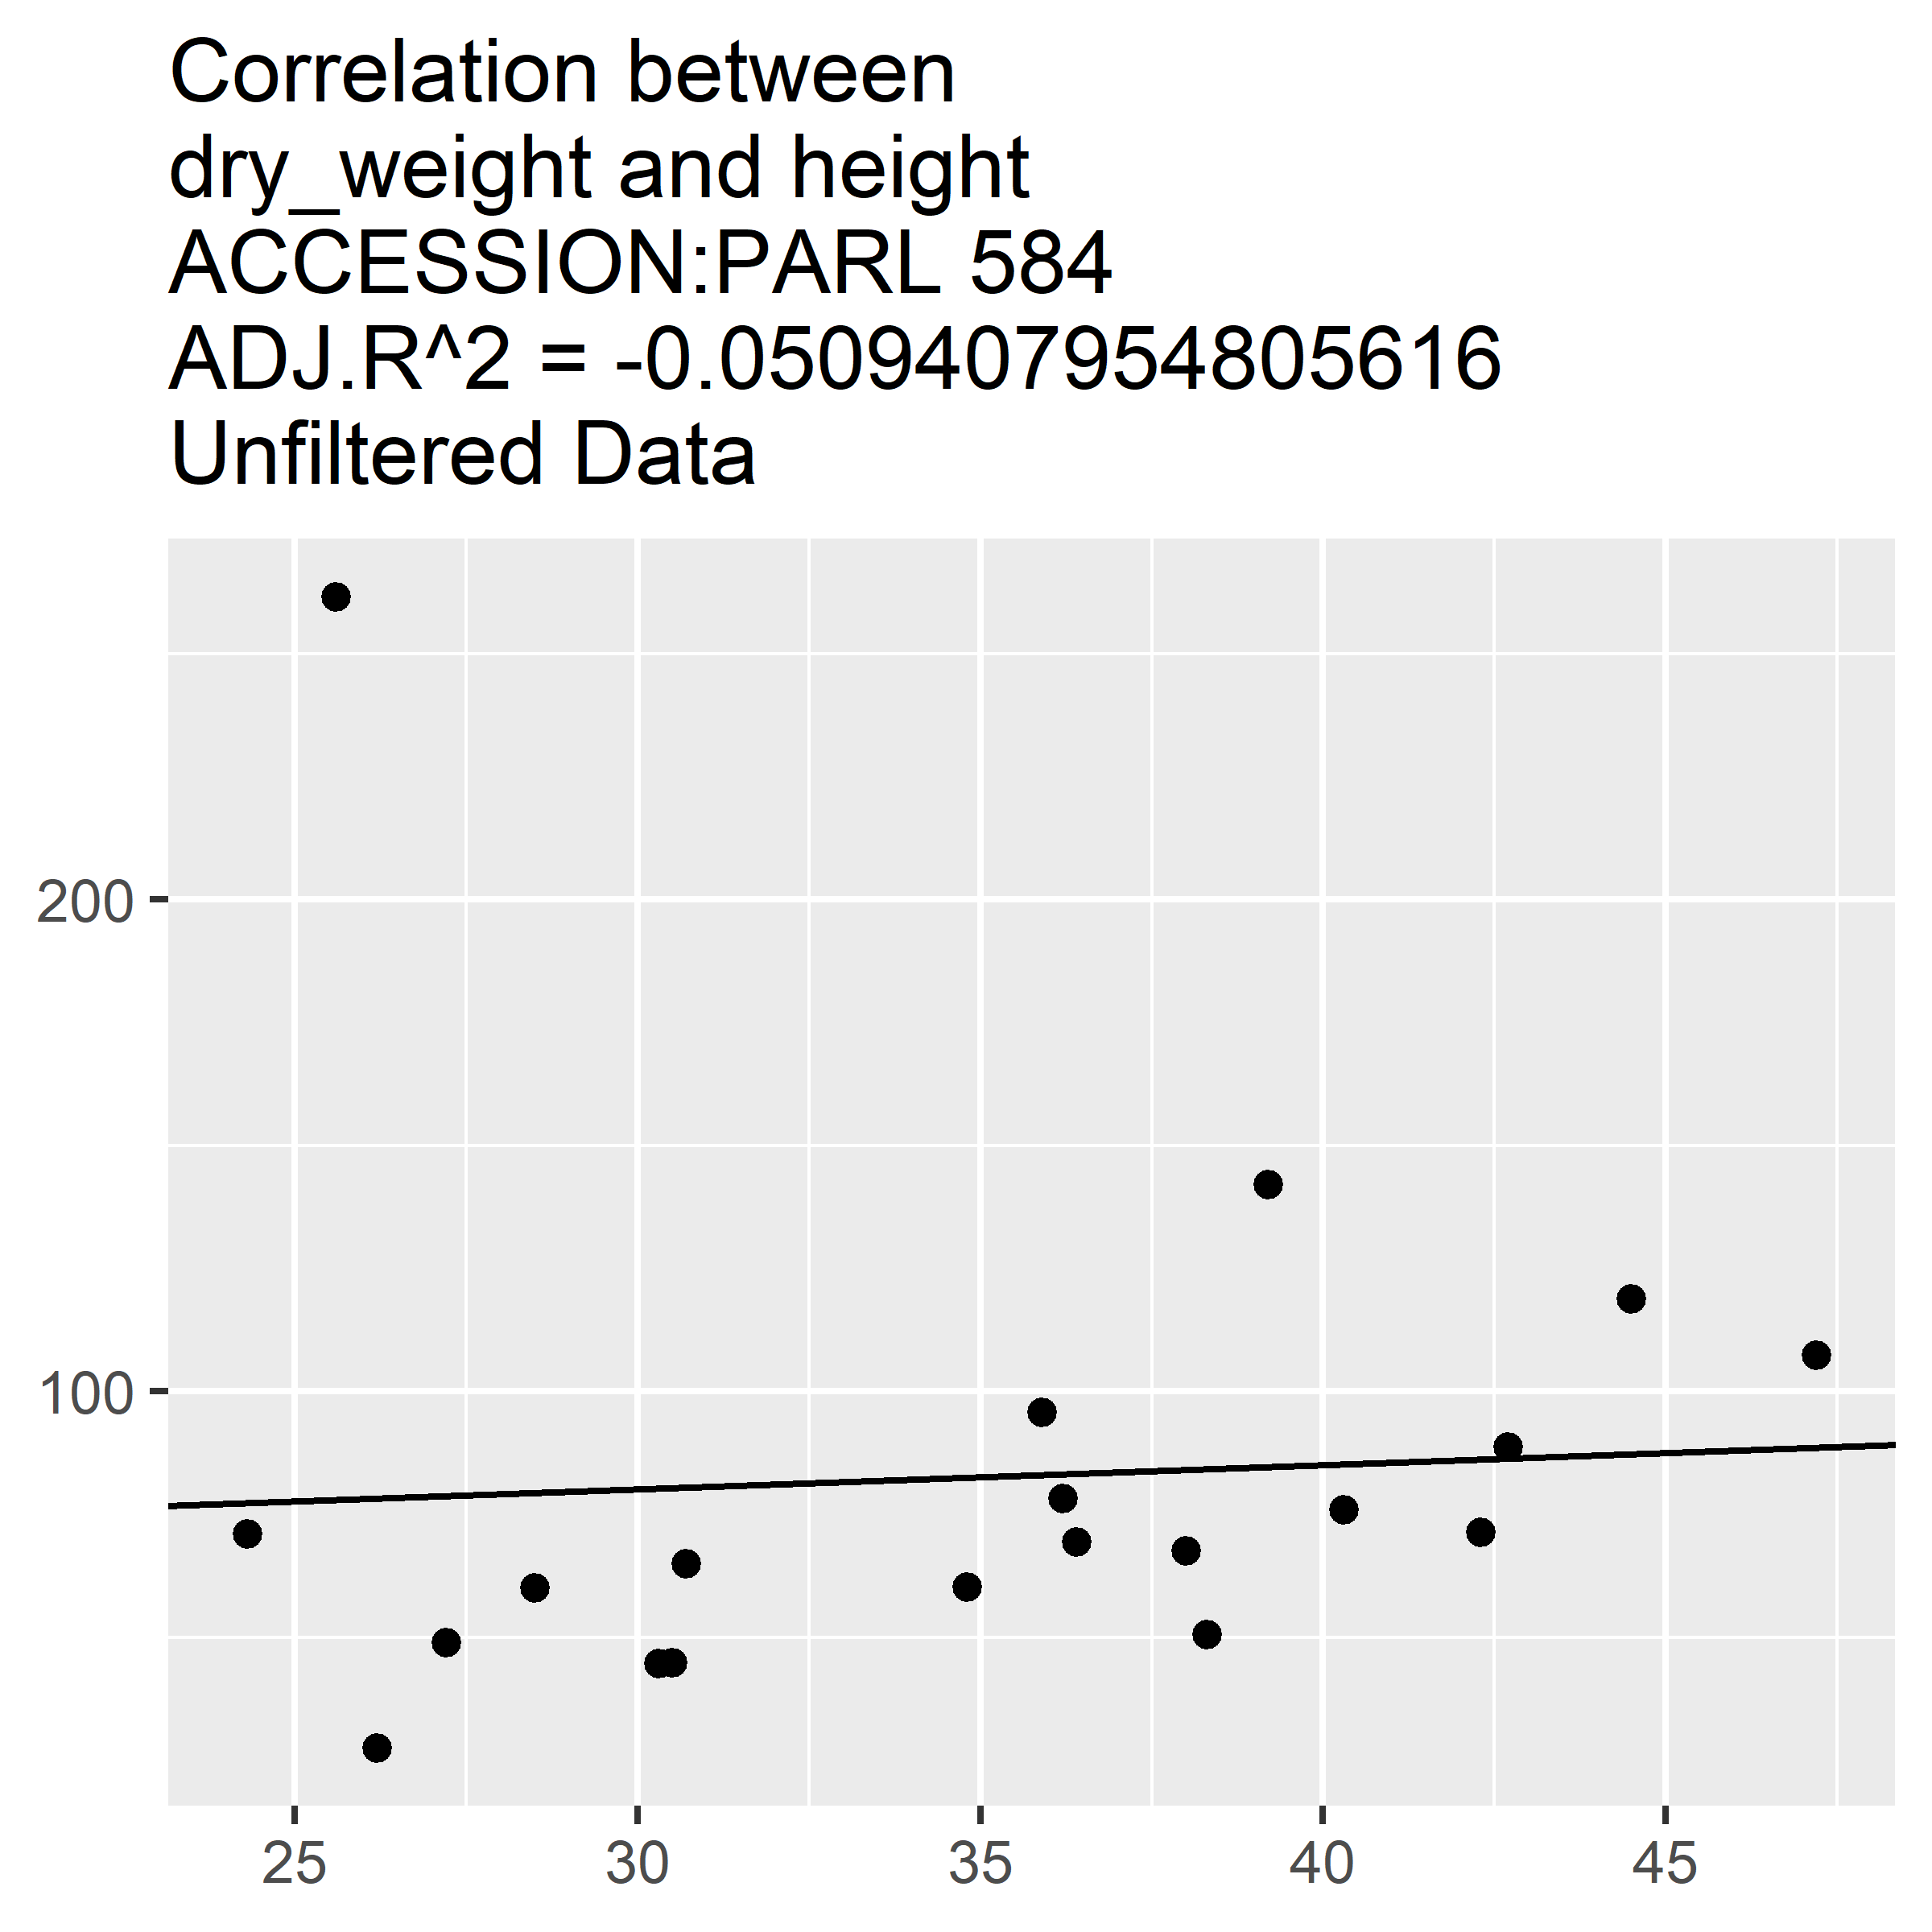 Correlation between
dry_weight and height
ACCESSION:PARL 584
ADJ.R^2 = -0.0509407954805616
Unfiltered Data
200
100
25 30 35 40 45